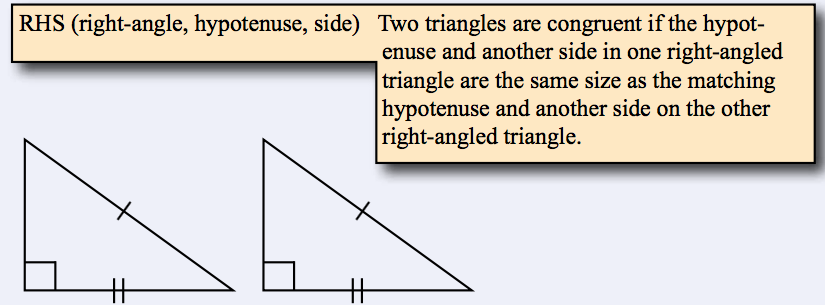 RHS (right-angle, hypotenuse, side) Two triangles are congruent if the hypot-
enuse and another side in one right-angled
triangle are the same size as the matching
hypotenuse and another side on the other
right-angled triangle.